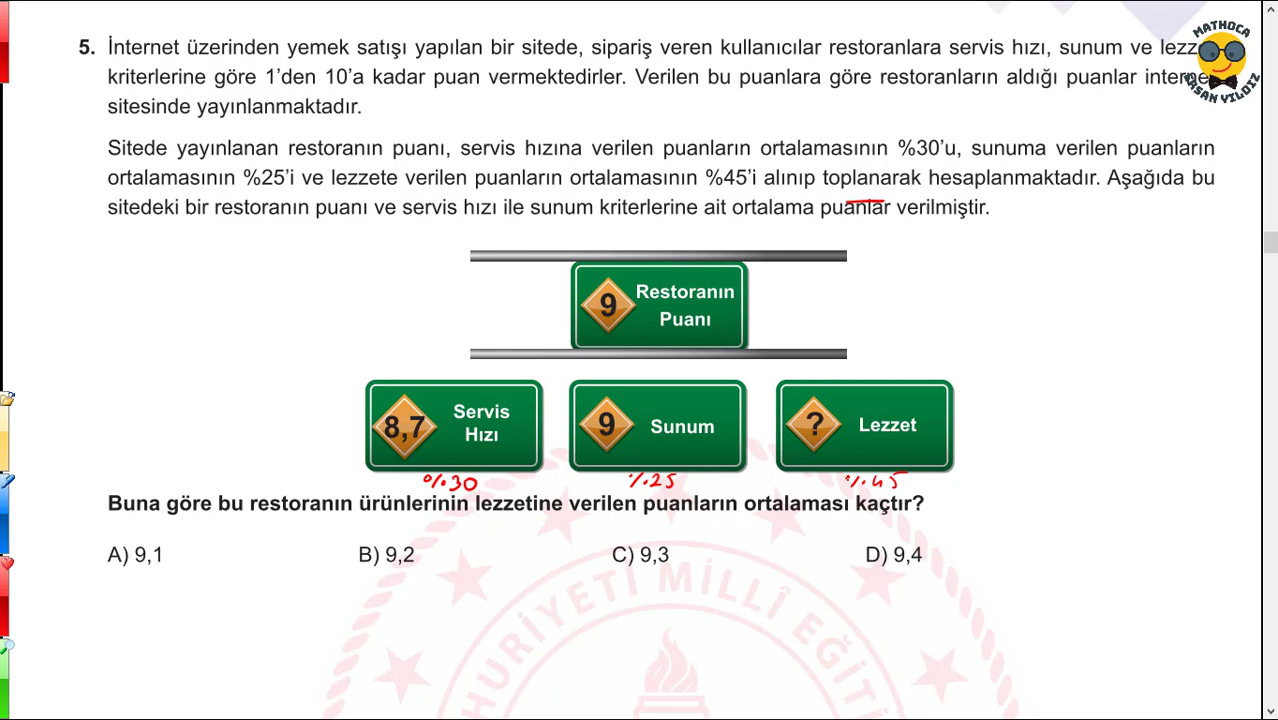 MATHOCA
5. İnternet üzerinden yemek satışı yapılan bir sitede, sipariş veren kullanıcılar restoranlara servis hızı, sunum ve lezz
kriterlerine göre 1’den 10’a kadar puan vermektedirler. Verilen bu puanlara göre restoranların aldığı puanlar interne
HASAN YILDIZ
sitesinde yayınlanmaktadır.
Sitede yayınlanan restoranın puanı, servis hızına verilen puanların ortalamasının %30’u, sunuma verilen puanların
ortalamasının %25’i ve lezzete verilen puanların ortalamasının %45’i alınıp toplanarak hesaplanmaktadır. Aşağıda bu
sitedeki bir restoranın puanı ve servis hızı ile sunum kriterlerine ait ortalama puanlar verilmiştir.
9 Restoranın
Puanı
8,7 Servis
Hızı
9 Sunum
? Lezzet
%30 %25 %45
Buna göre bu restoranın ürünlerinin lezzetine verilen puanların ortalaması kaçtır?
A) 9,1 B) 9,2 C) 9,3 D) 9,4
HURİYETİ MİLLÎ EĞİT